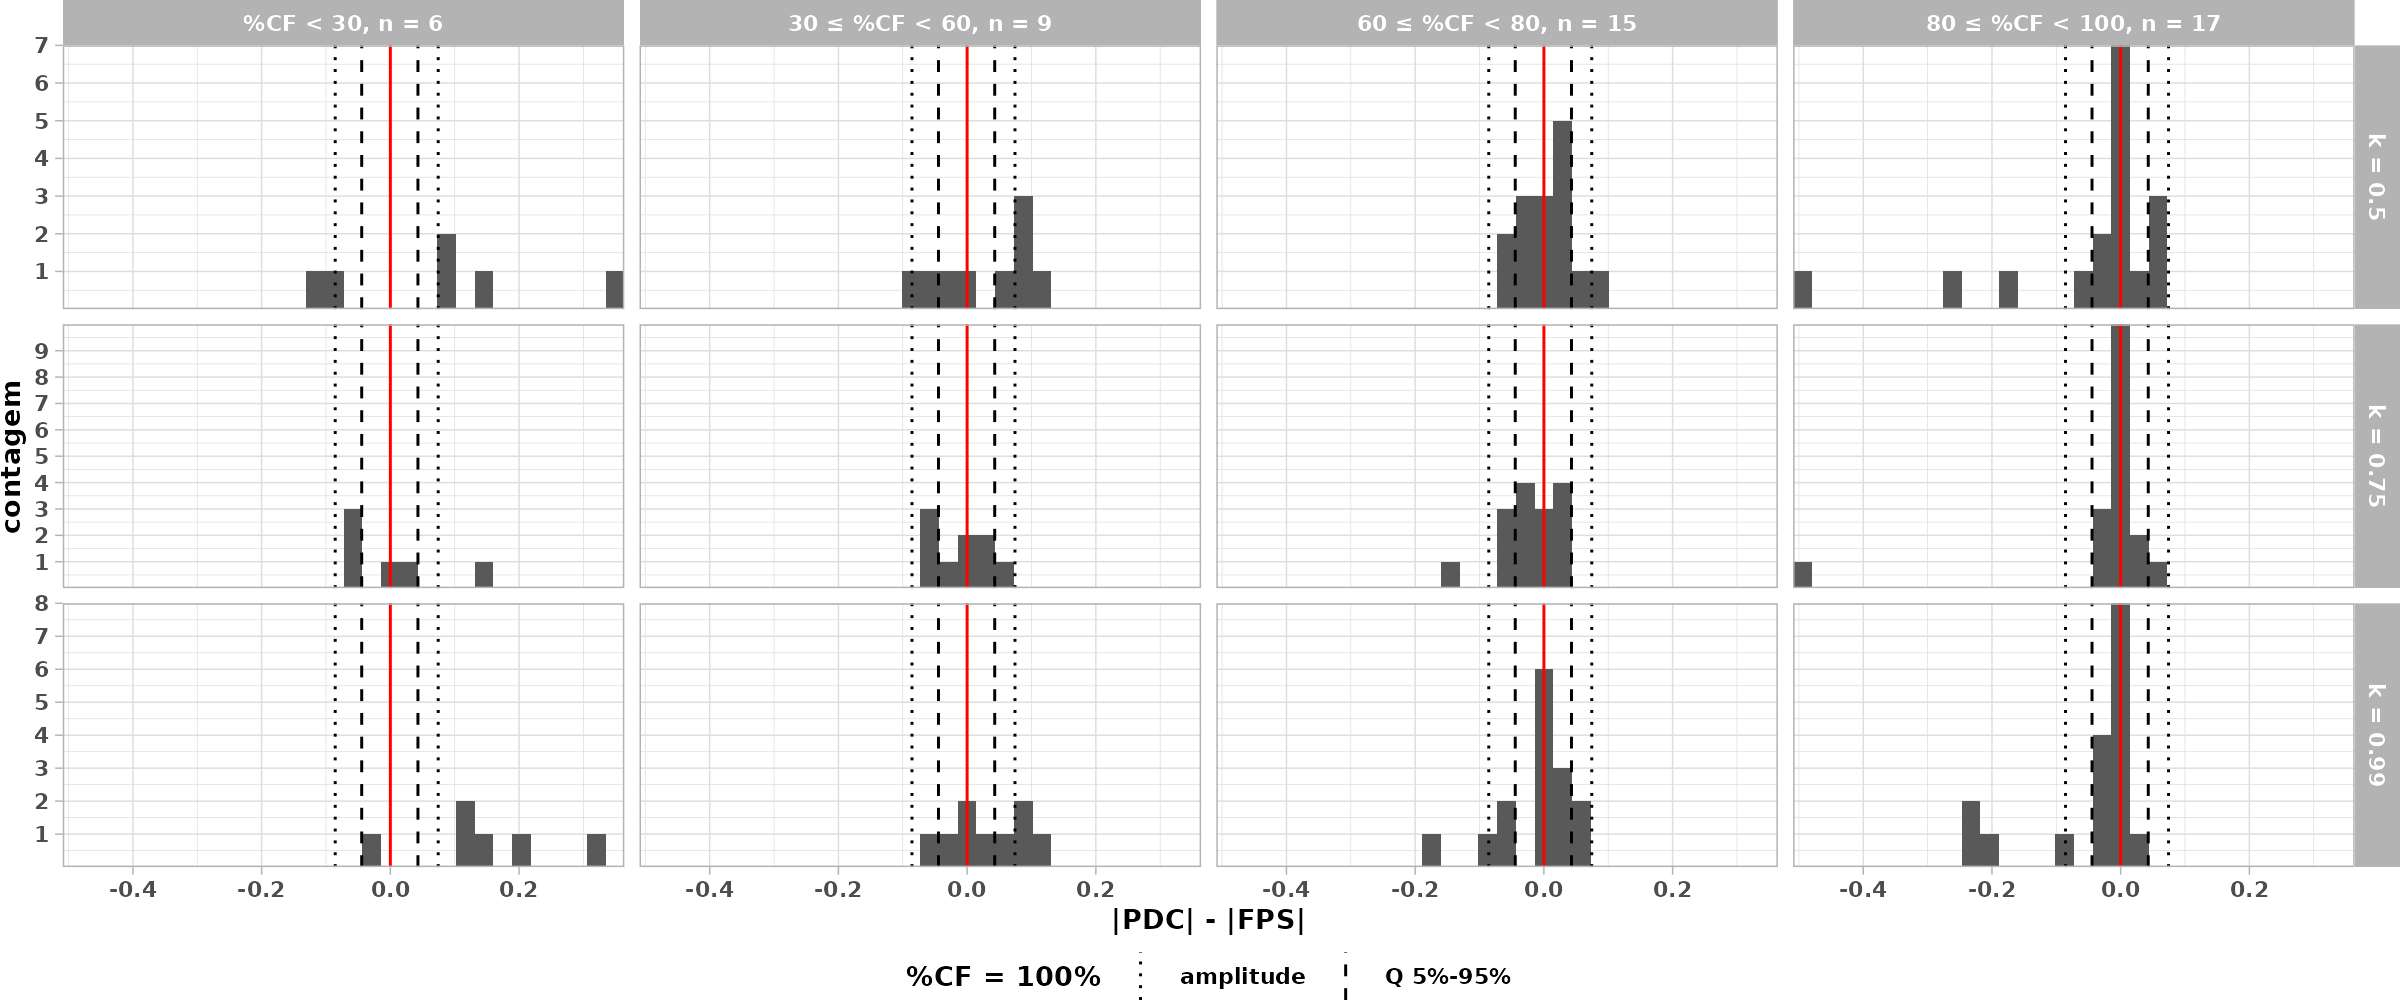 %CF < 30, n = 6
30 ≤ %CF < 60, n = 9
60 ≤ %CF < 80, n = 15
80 ≤ %CF < 100, n = 17
7
6
5
4
3
2
1
k = 0.5
9
8
7
6
5
4
3
2
1
k = 0.75
contagem
8
7
6
5
4
3
2
1
k = 0.99
-0.4 -0.2 0.0 0.2
-0.4 -0.2 0.0 0.2
-0.4 -0.2 0.0 0.2
-0.4 -0.2 0.0 0.2
|PDC| - |FPS|
%CF = 100% amplitude Q 5%-95%